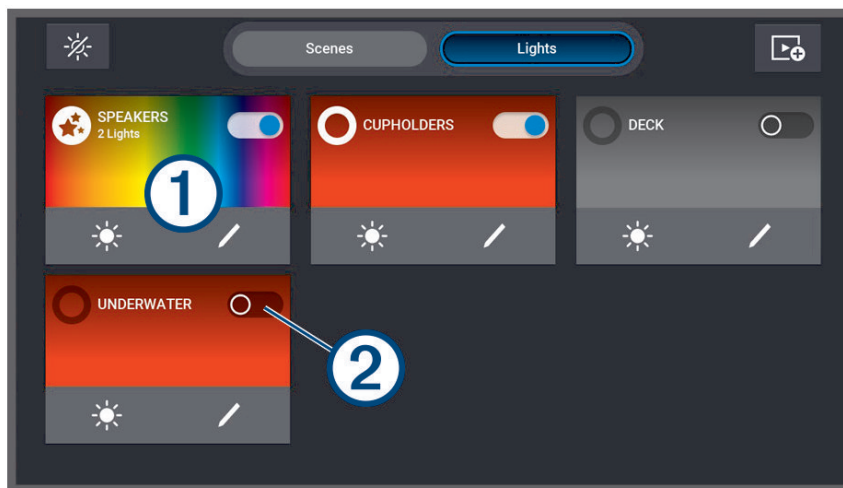 Scenes
Lights
SPEAKERS
2 Lights
CUPHOLDERS
DECK
1
UNDERWATER
2